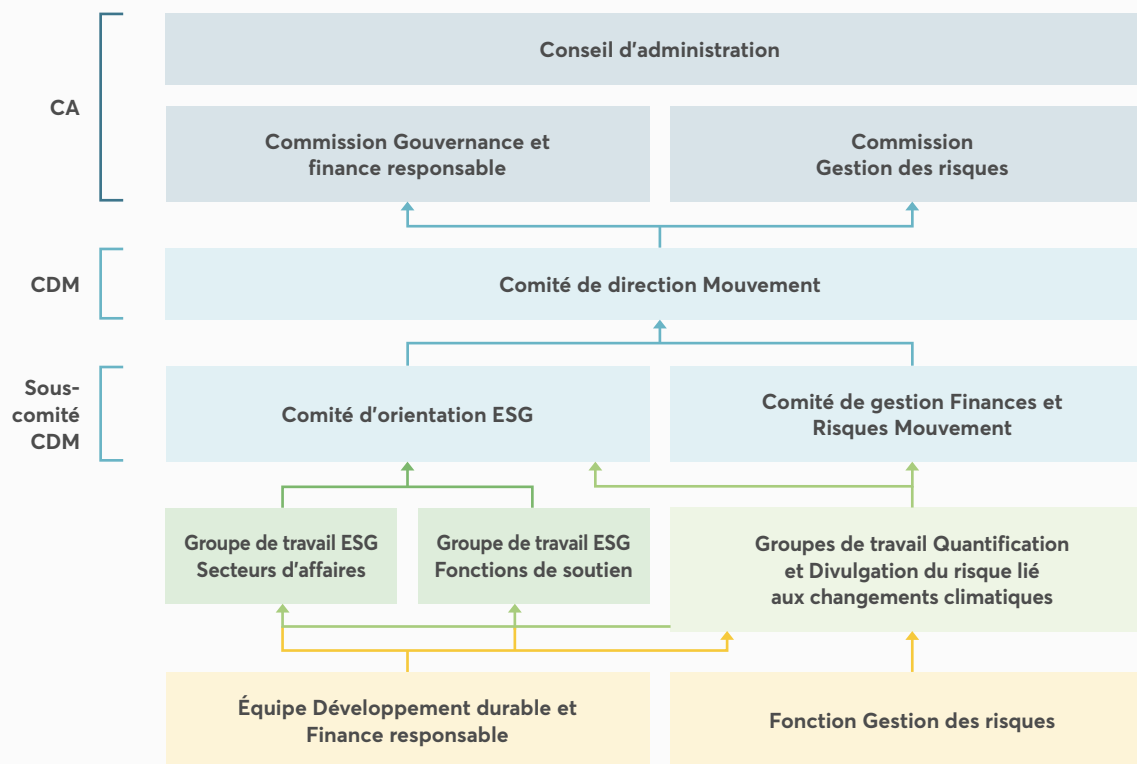 CA
Conseil d'administration
Commission Gouvernance et
finance responsable
Commission
Gestion des risques
CDM
Comité de direction Mouvement
Sous-
comité
CDM
Comité d'orientation ESG
Comité de gestion Finances et
Risques Mouvement
Groupe de travail ESG
Secteurs d'affaires
Groupe de travail ESG
Fonctions de soutien
Groupes de travail Quantification
et Divulgation du risque lié
aux changements climatiques
Équipe Développement durable et
Finance responsable
Fonction Gestion des risques